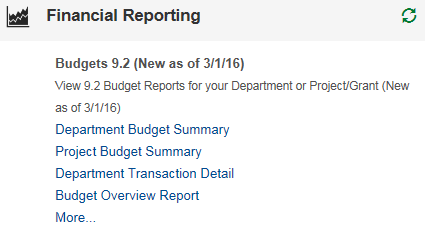 Financial Reporting
Budgets 9.2 (New as of 3/1/16)
View 9.2 Budget Reports for your Department or Project/Grant (New
as of 3/1/16)
Department Budget Summary
Project Budget Summary
Department Transaction Detail
Budget Overview Report
More...